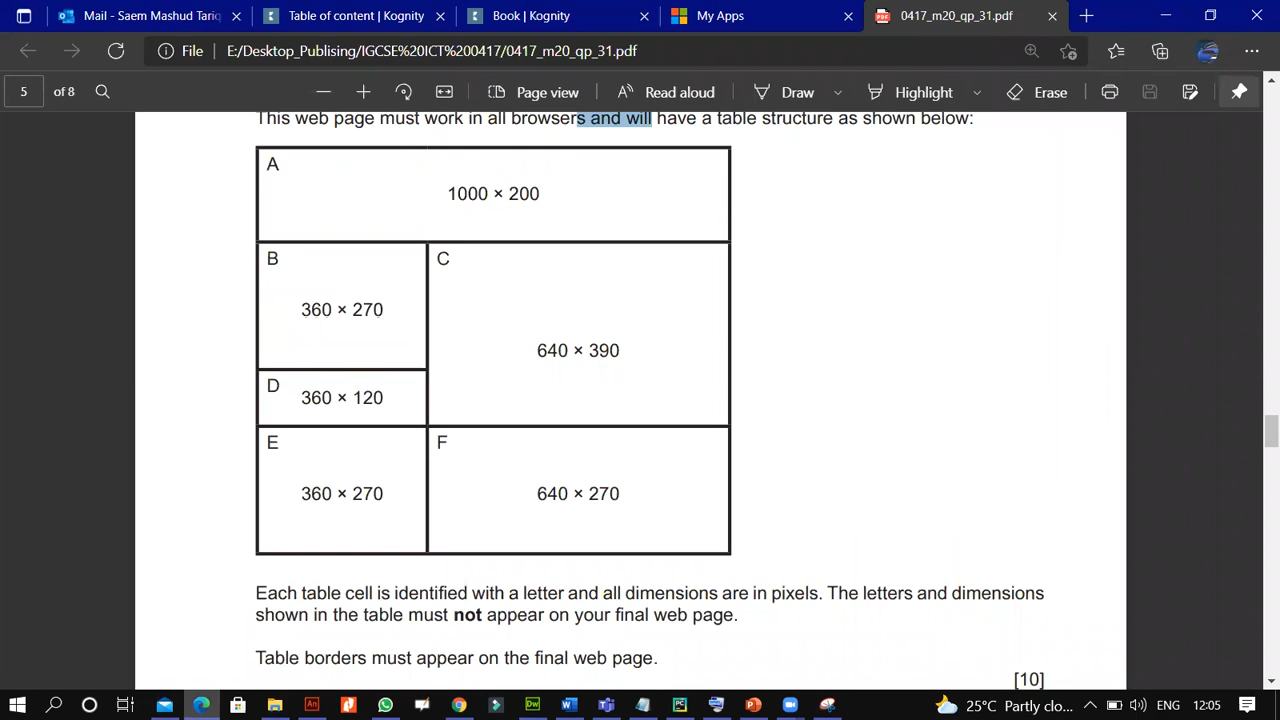 Mail - Saem Mashud Tariq
Table of content | Kognity
Book | Kognity
My Apps
PDF
0417_m20_qp_31.pdf
File
E:/Desktop_Publising/IGCSE%20ICT%200417/0417_m20_qp_31.pdf
5
of 8
Page view
Read aloud
Draw
Highlight
Erase
This web page must work in all browsers and will have a table structure as shown below:
A
1000 × 200
B
360 × 270
C
640 × 390
D
360 × 120
E
360 × 270
F
640 × 270
Each table cell is identified with a letter and all dimensions are in pixels. The letters and dimensions
shown in the table must not appear on your final web page.
Table borders must appear on the final web page.
[10]
An
Dw
25°C Partly clo...
ENG
12:05